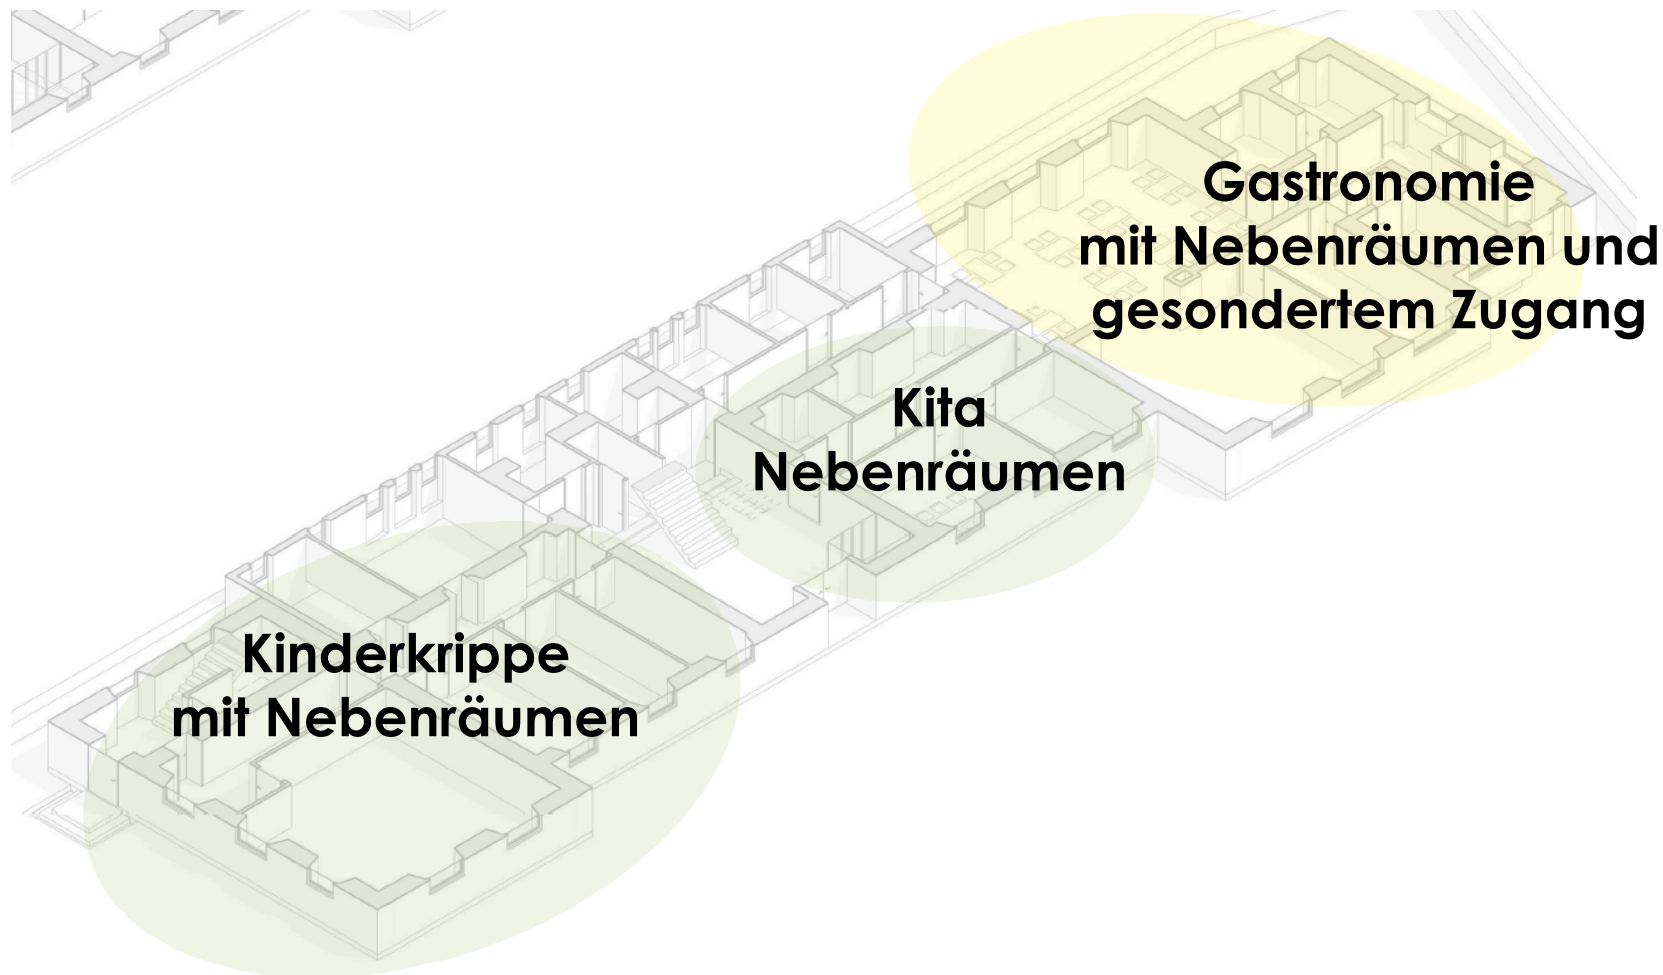 Gastronomie
mit Nebenräumen und
gesondertem Zugang
Kita
Nebenräumen
Kinderkrippe
mit Nebenräumen